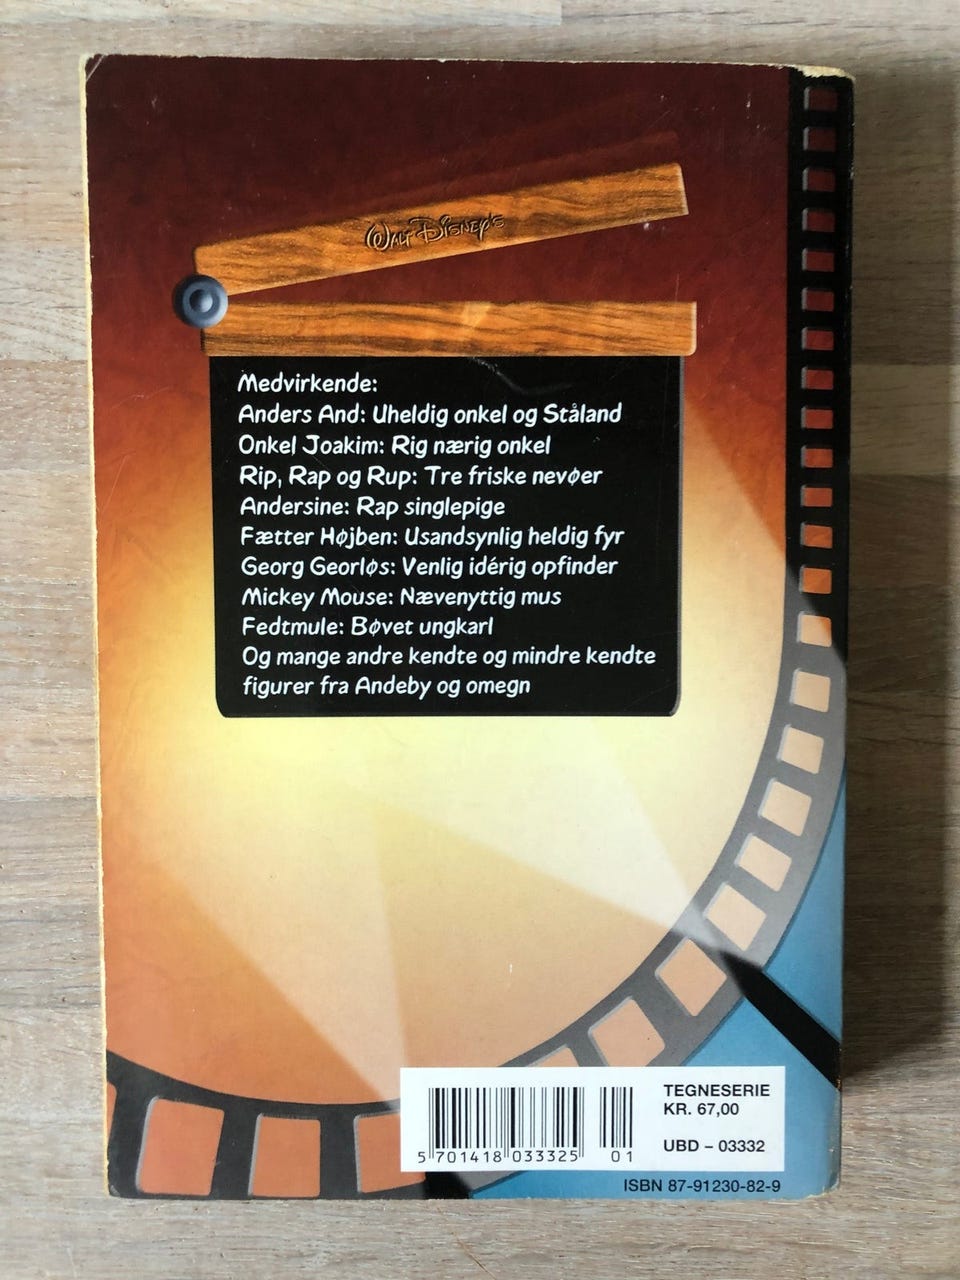 WALT DISNEY'S
Medvirkende:
Anders And: Uheldig onkel og Ståland
Onkel Joakim: Rig nærig onkel
Rip, Rap og Rup: Tre friske nevøer
Andersine: Rap singlepige
Fætter Højben: Usandsynlig heldig fyr
Georg Georløs: Venlig idérig opfinder
Mickey Mouse: Nævenyttig mus
Fedtmule: Bøvet ungkarl
Og mange andre kendte og mindre kendte
figurer fra Andeby og omegn
TEGNESERIE
KR. 67,00
UBD – 03332
5 701418 033325 01
ISBN 87-91230-82-9